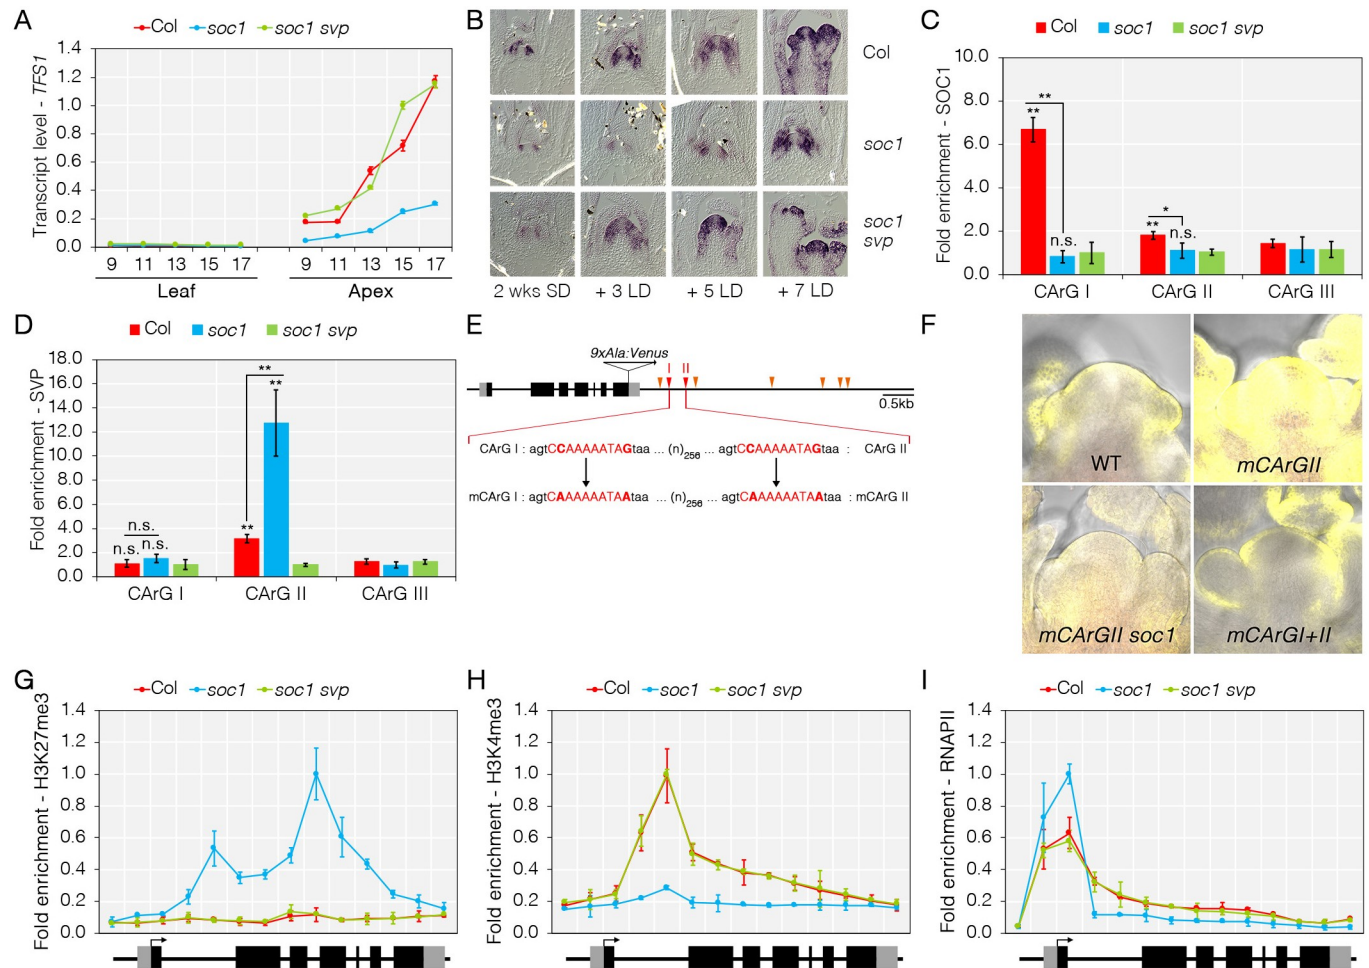 A
Col soc1 soc1 svp
Transcript level - TFS1
1.4
1.2
1.0
0.8
0.6
0.4
0.2
0.0
9 11 13 15 17 9 11 13 15 17
Leaf Apex
B
Col
soc1
soc1
svp
2 wks SD + 3 LD + 5 LD + 7 LD
C
Col soc1 soc1 svp
Fold enrichment - SOC1
10.0
8.0
6.0
4.0
2.0
0.0
**
**
n.s.
*
**
n.s.
CArG I CArG II CArG III
D
Col soc1 soc1 svp
Fold enrichment - SVP
18.0
16.0
14.0
12.0
10.0
8.0
6.0
4.0
2.0
0.0
n.s.
n.s. n.s.
**
**
**
CArG I CArG II CArG III
E
9xAla:Venus
I II
0.5kb
CArG I : agtCCAAAAATAGtaa ... (n)256 ... agtCCAAAAATAGtaa : CArG II
mCArG I : agtCAAAAAATAAtaa ... (n)256 ... agtCAAAAAATAAtaa : mCArG II
F
WT mCArGII
mCArGII soc1 mCArGI+II
G
Col soc1 soc1 svp
Fold enrichment - H3K27me3
1.4
1.2
1.0
0.8
0.6
0.4
0.2
0.0
H
Col soc1 soc1 svp
Fold enrichment - H3K4me3
1.4
1.2
1.0
0.8
0.6
0.4
0.2
0.0
I
Col soc1 soc1 svp
Fold enrichment - RNAPII
1.4
1.2
1.0
0.8
0.6
0.4
0.2
0.0